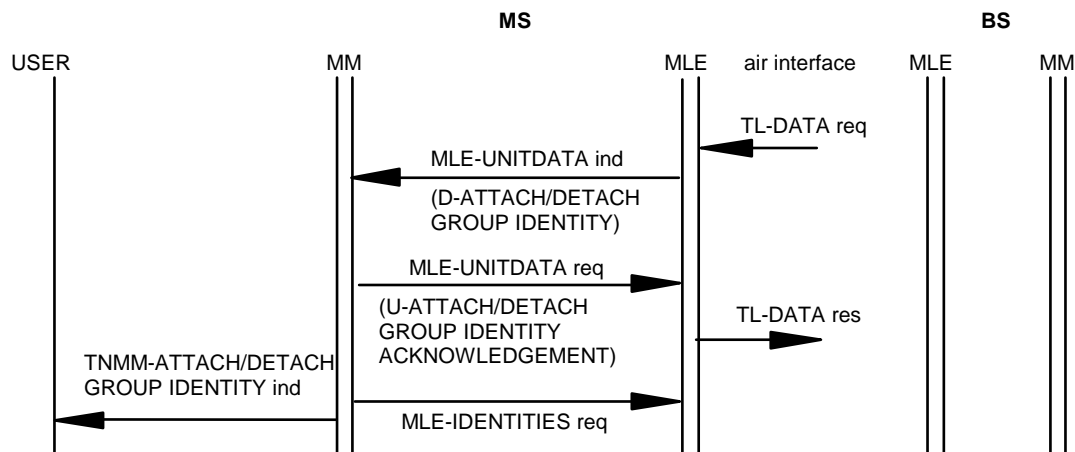 MS
BS
USER
MM
MLE
air interface
MLE
MM
TL-DATA req
MLE-UNITDATA ind
(D-ATTACH/DETACH
GROUP IDENTITY)
MLE-UNITDATA req
(U-ATTACH/DETACH
GROUP IDENTITY
ACKNOWLEDGEMENT)
TL-DATA res
TNMM-ATTACH/DETACH
GROUP IDENTITY ind
MLE-IDENTITIES req